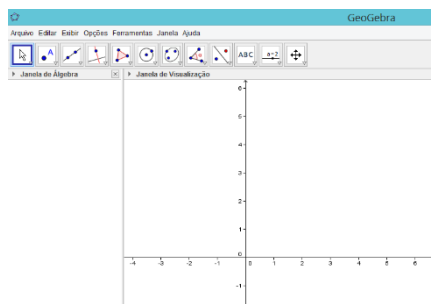 GeoGebra
Arquivo Editar Exibir Opções Ferramentas Janela Ajuda
A
ABC
a=2
Janela de Álgebra
Janela de Visualização
6
5
4
3
2
1
0
-4 -3 -2 -1 0 1 2 3 4 5 6
-1